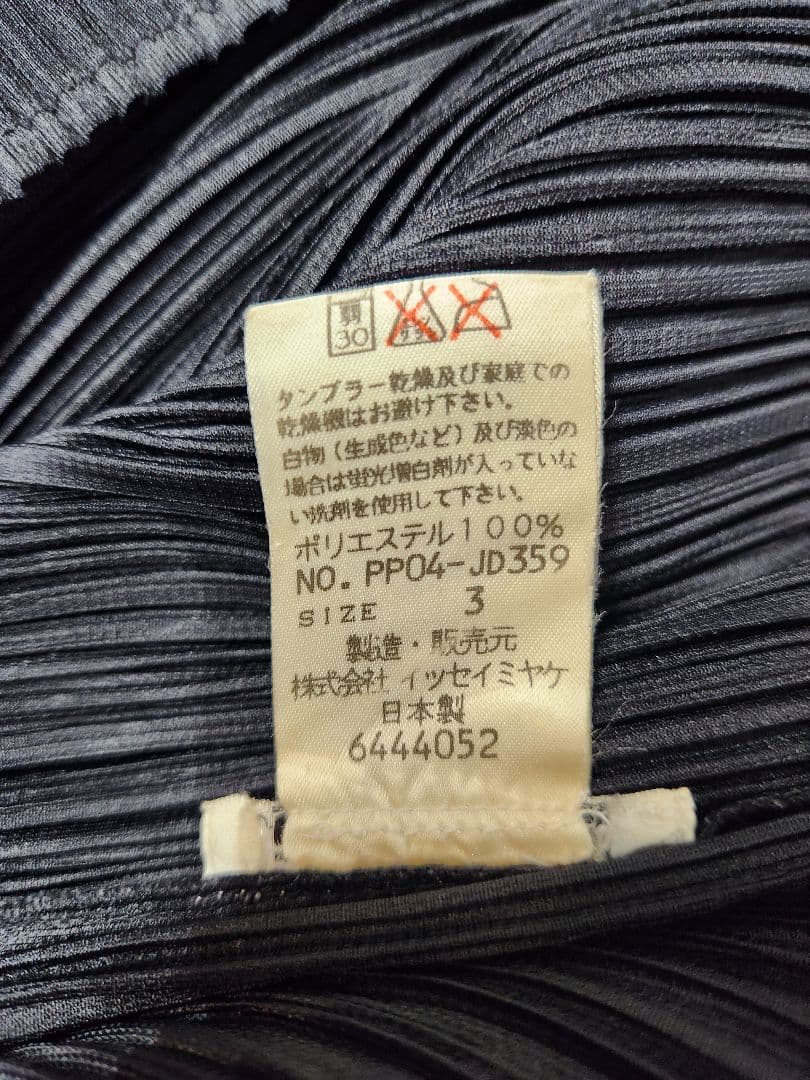 弱
30
タンブラー乾燥及び家庭での
乾燥機はお避け下さい。
白物（生成色など）及び淡色の
場合は蛍光増白剤が入っていな
い洗剤を使用して下さい。
ポリエステル100%
NO. PP04-JD359
SIZE 3
製造・販売元
株式会社 イッセイミヤケ
日本製
6444052